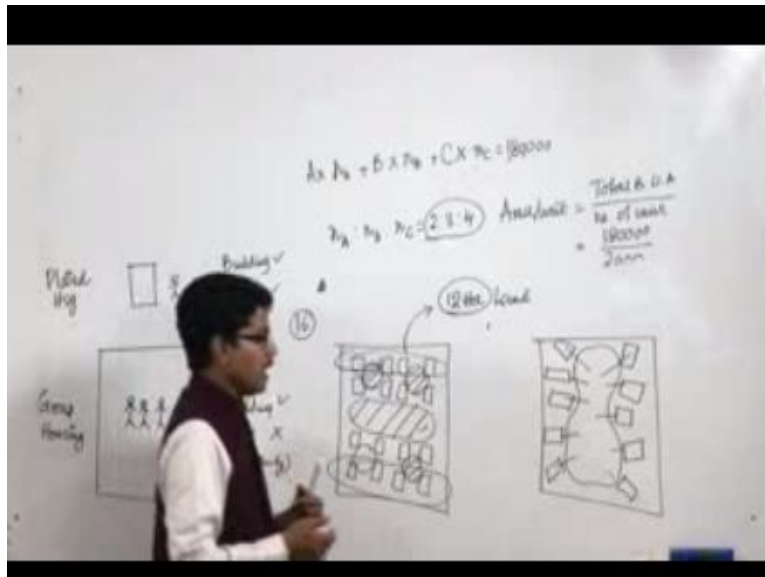 A x nA + B x nB + C x nC = 180000
nA : nB : nC = 2:3:4
Area/unit = Total B.U.A
no of units
= 180000
Building ✓
Plotted
Hsg
16
12 Ha Land
Group
Housing
x